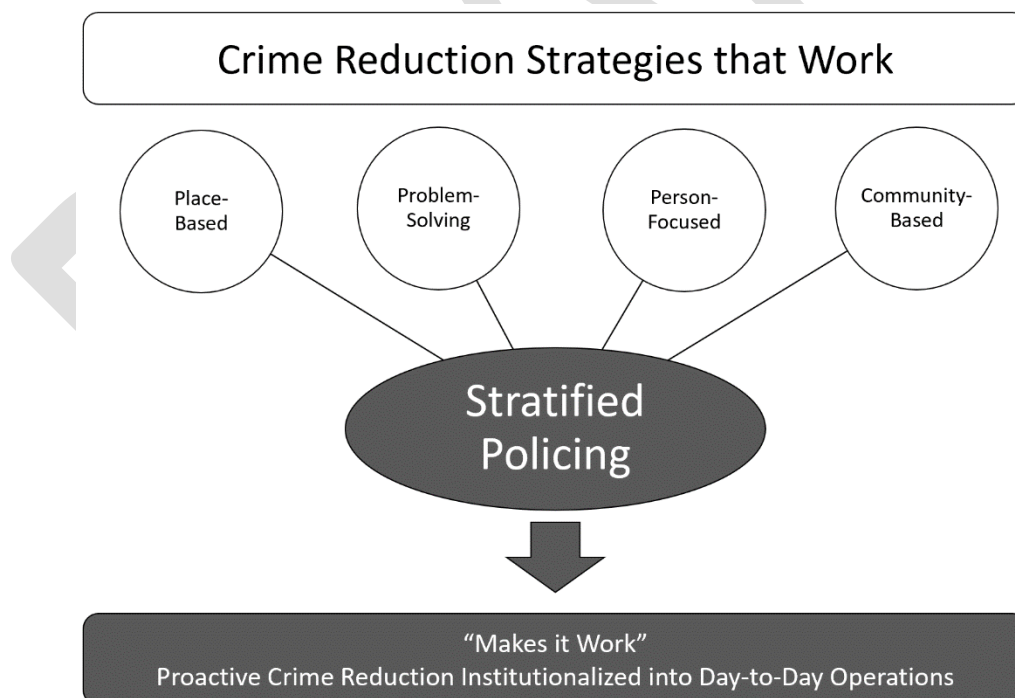 Crime Reduction Strategies that Work
Place-
Based
Problem-
Solving
Person-
Focused
Community-
Based
Stratified
Policing
“Makes it Work”
Proactive Crime Reduction Institutionalized into Day-to-Day Operations